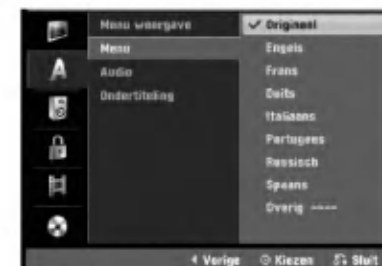 Menu weergave
Menu
Audio
Ondertiteling
✓ Origineel
Engels
Frans
Duits
Italiaans
Portugees
Russisch
Spaans
Overig ----
Vorige Kiezen Sluit